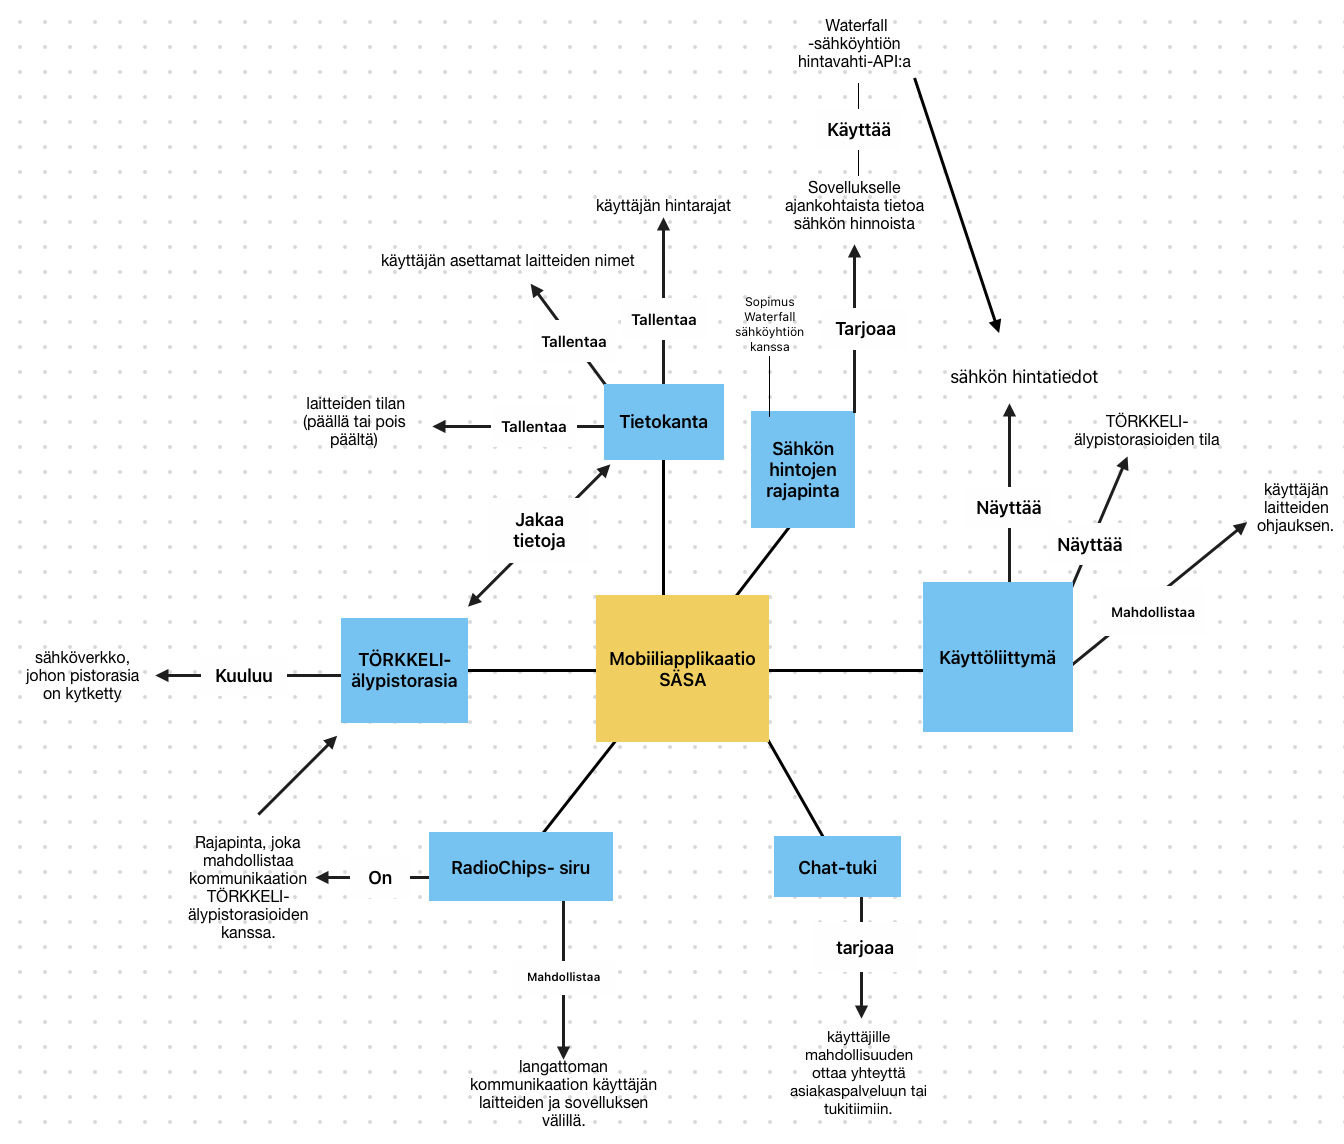 Waterfall
-sähköyhtiön
hintavahti-API:a
Käyttää
Sovellukselle
ajankohtaista tietoa
sähkön hinnoista
käyttäjän hintarajat
käyttäjän asettamat laitteiden nimet
Sopimus
Waterfall
sähköyhtiön
kanssa
Tallentaa
Tarjoaa
Tallentaa
sähkön hintatiedot
laitteiden tilan
(päällä tai pois
päältä)
Tallentaa
Tietokanta
TÖRKKELI-
älypistorasioiden tila
Sähkön
hintojen
rajapinta
käyttäjän
laitteiden
ohjauksen.
Näyttää
Jakaa
tietoja
Näyttää
Mahdollistaa
sähköverkko,
johon pistorasia
on kytketty
Kuuluu
TÖRKKELI-
älypistorasia
Mobiiliapplikaatio
SÄSA
Käyttöliittymä
Rajapinta, joka
mahdollistaa
kommunikaation
TÖRKKELI-
älypistorasioiden
kanssa.
On
RadioChips- siru
Chat-tuki
tarjoaa
Mahdollistaa
käyttäjille
mahdollisuuden
ottaa yhteyttä
asiakaspalveluun tai
tukitiimiin.
langattoman
kommunikaation käyttäjän
laitteiden ja sovelluksen
välillä.